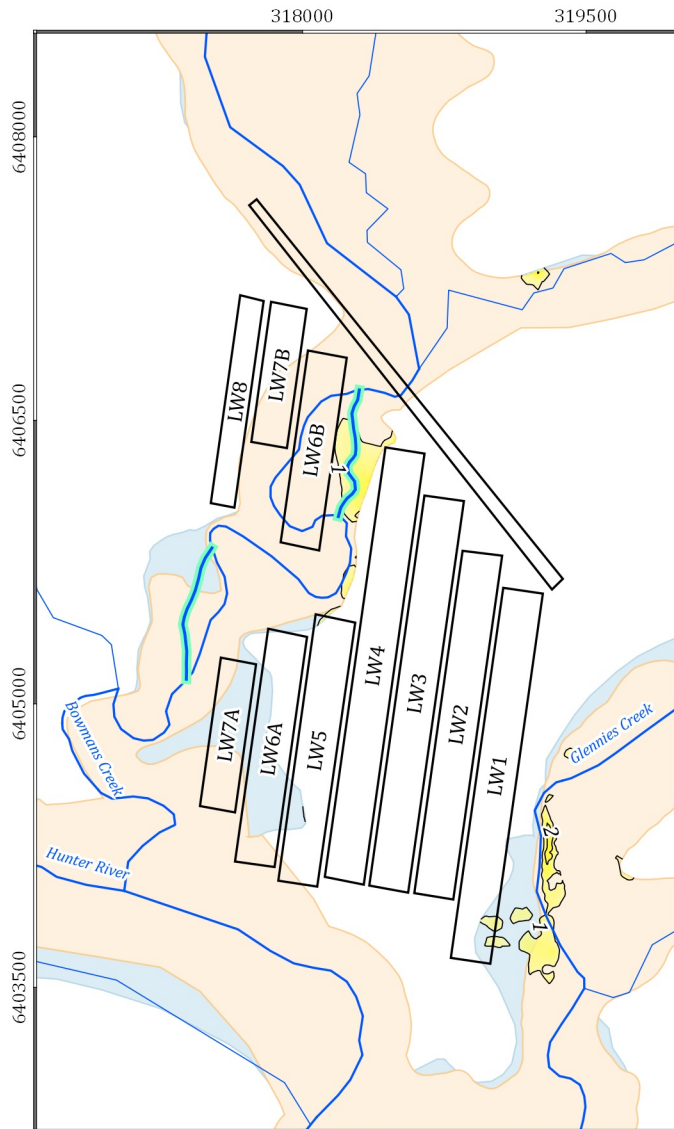 318000
319500
6408000
LW8
LW7B
6406500
LW6B
1
LW4
LW3
LW2
LW1
LW5
LW6A
LW7A
6405000
Bowmans Creek
Glennies Creek
2
1
Hunter River
6403500